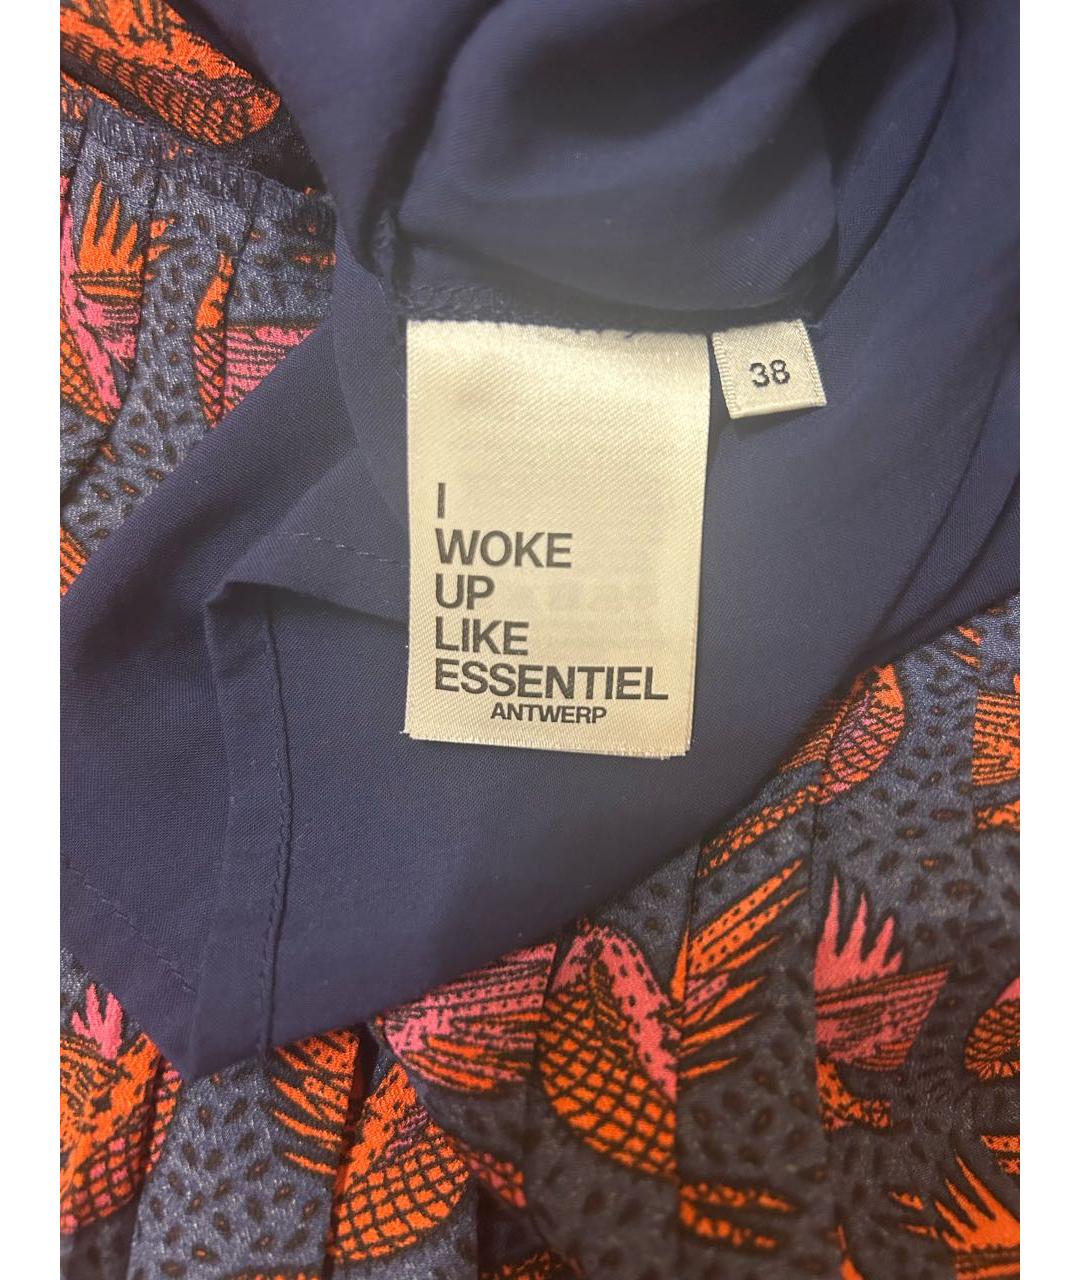 38
I
WOKE
UP
LIKE
ESSENTIEL
ANTWERP